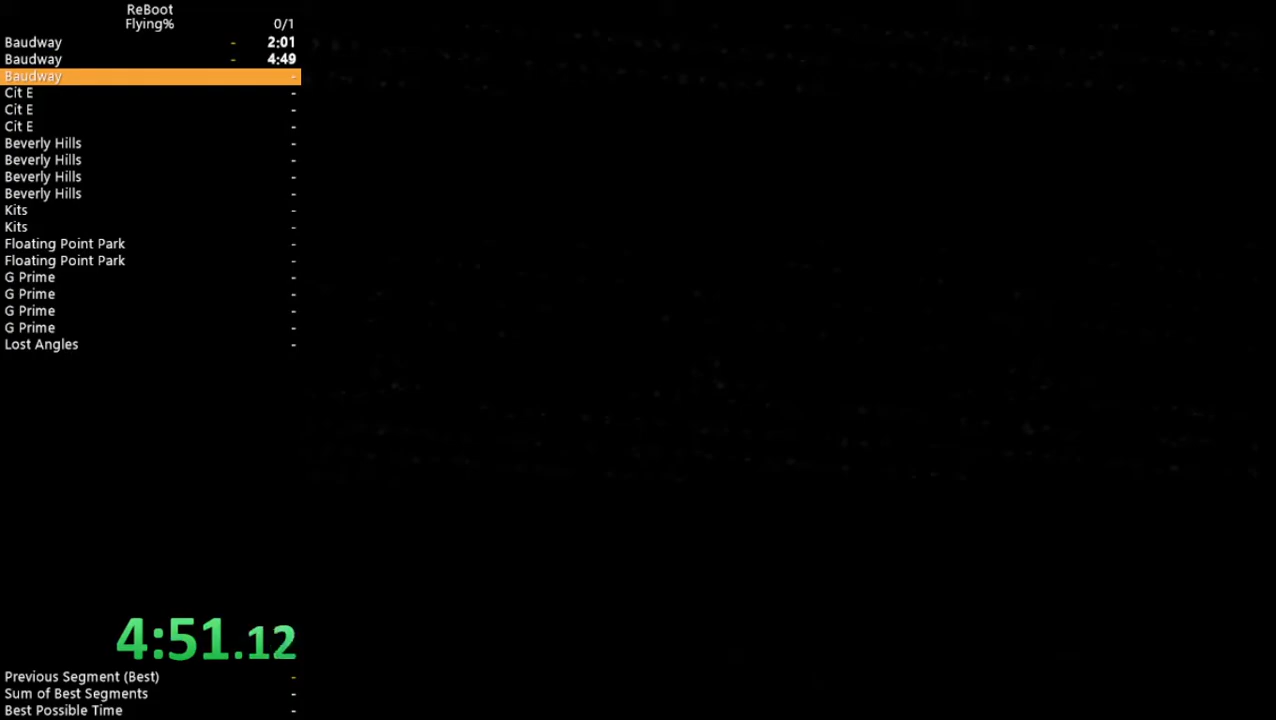 ReBoot
Flying% 0/1
Baudway - 2:01
Baudway - 4:49
Baudway -
Cit E -
Cit E -
Cit E -
Beverly Hills -
Beverly Hills -
Beverly Hills -
Beverly Hills -
Kits -
Kits -
Floating Point Park -
Floating Point Park -
G Prime -
G Prime -
G Prime -
G Prime -
Lost Angles -
4:51.12
Previous Segment (Best) -
Sum of Best Segments -
Best Possible Time -